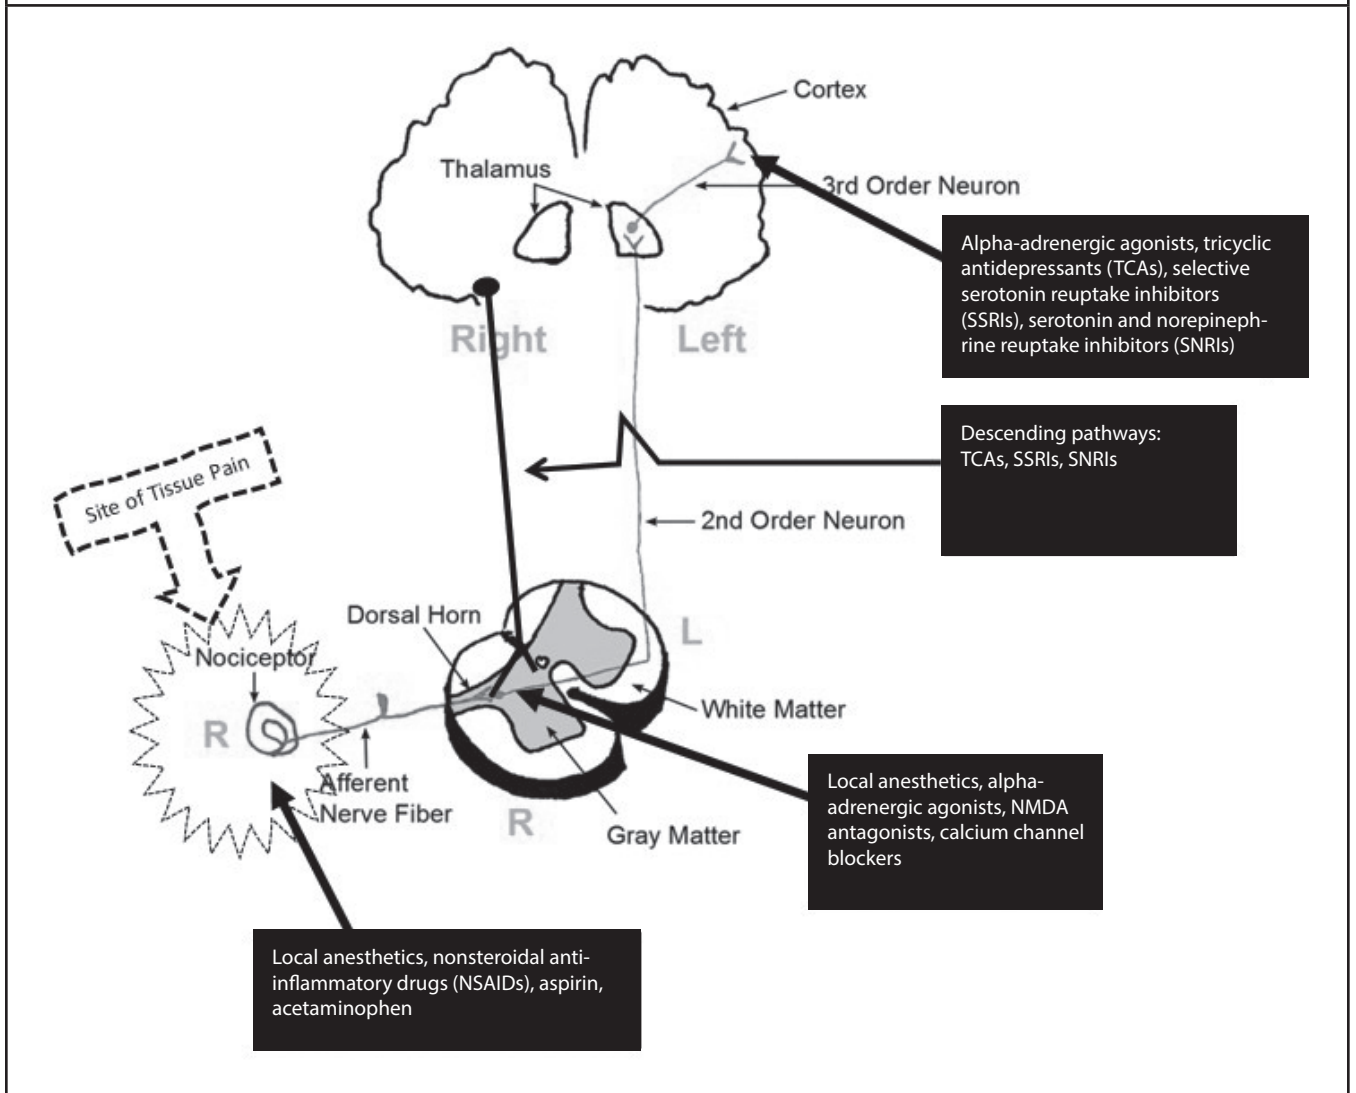 Cortex
Thalamus
3rd Order Neuron
Alpha-adrenergic agonists, tricyclic
antidepressants (TCAs), selective
serotonin reuptake inhibitors
(SSRIs), serotonin and norepineph-
rine reuptake inhibitors (SNRIs)
Right
Left
Descending pathways:
TCAs, SSRIs, SNRIs
Site of Tissue Pain
2nd Order Neuron
Dorsal Horn
L
Nociceptor
R
White Matter
Afferent
Nerve Fiber
R
Gray Matter
Local anesthetics, alpha-
adrenergic agonists, NMDA
antagonists, calcium channel
blockers
Local anesthetics, nonsteroidal anti-
inflammatory drugs (NSAIDs), aspirin,
acetaminophen